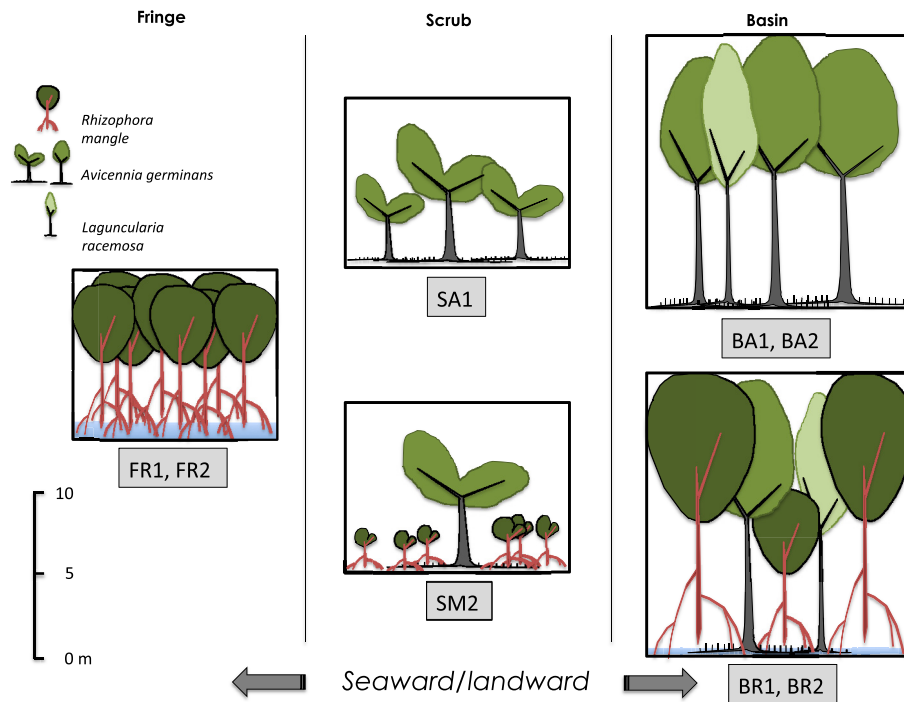 Fringe
Scrub
Basin
Rhizophora
mangle
Avicennia germinans
Laguncularia
racemosa
SA1
BA1, BA2
FR1, FR2
10
5
0 m
SM2
BR1, BR2
Seaward/landward